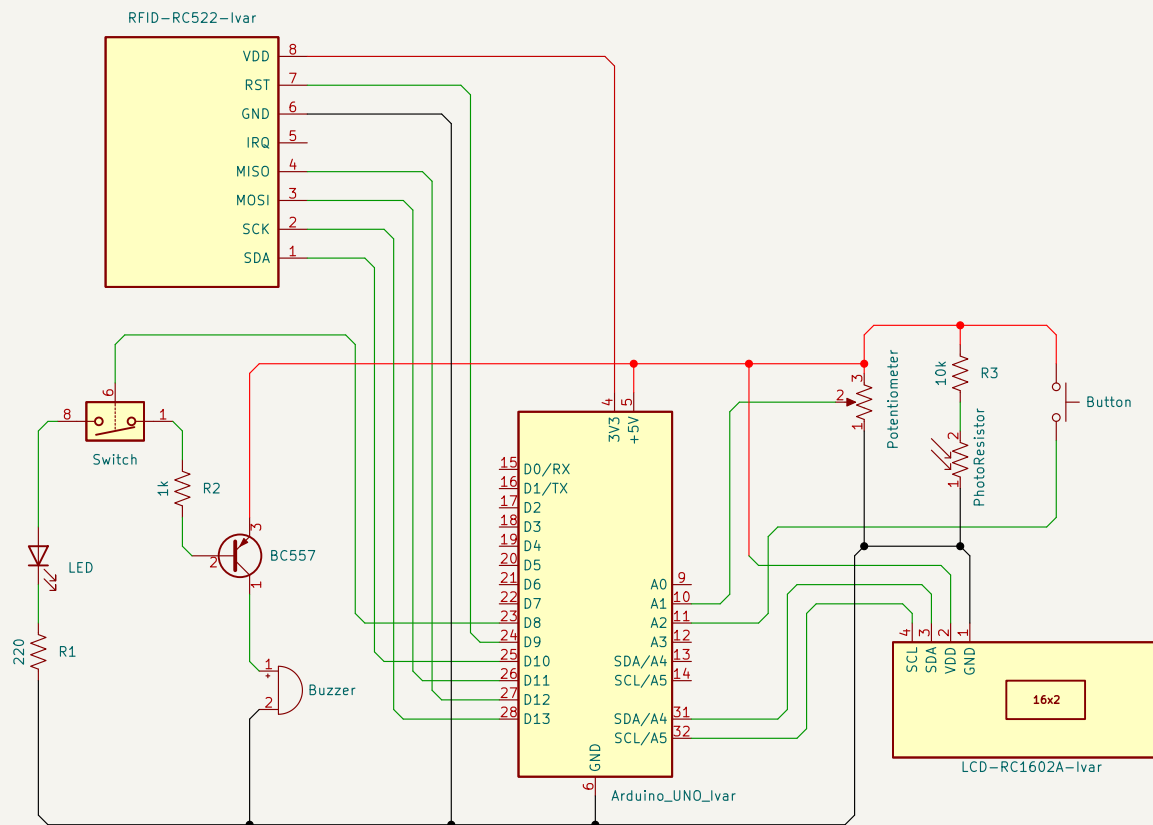 RFID-RC522-Ivar
VDD 8
RST 7
GND 6
IRQ 5
MISO 4
MOSI 3
SCK 2
SDA 1
6
8 1
Switch
1k R2
3
2 BC557
1
LED
220 R1
1
+
Buzzer
2
4 5
3V3 +5V
15 D0/RX
16 D1/TX
17 D2
18 D3
19 D4
20 D5
21 D6
22 D7
23 D8
24 D9
25 D10
26 D11
27 D12
28 D13
A0 9
A1 10
A2 11
A3 12
SDA/A4 13
SCL/A5 14
SDA/A4 31
SCL/A5 32
GND
6
Arduino_UNO_Ivar
3
2
1
Potentiometer
10k R3
2
1
PhotoResistor
Button
4 3 2 1
SCL SDA VDD GND
16x2
LCD-RC1602A-Ivar